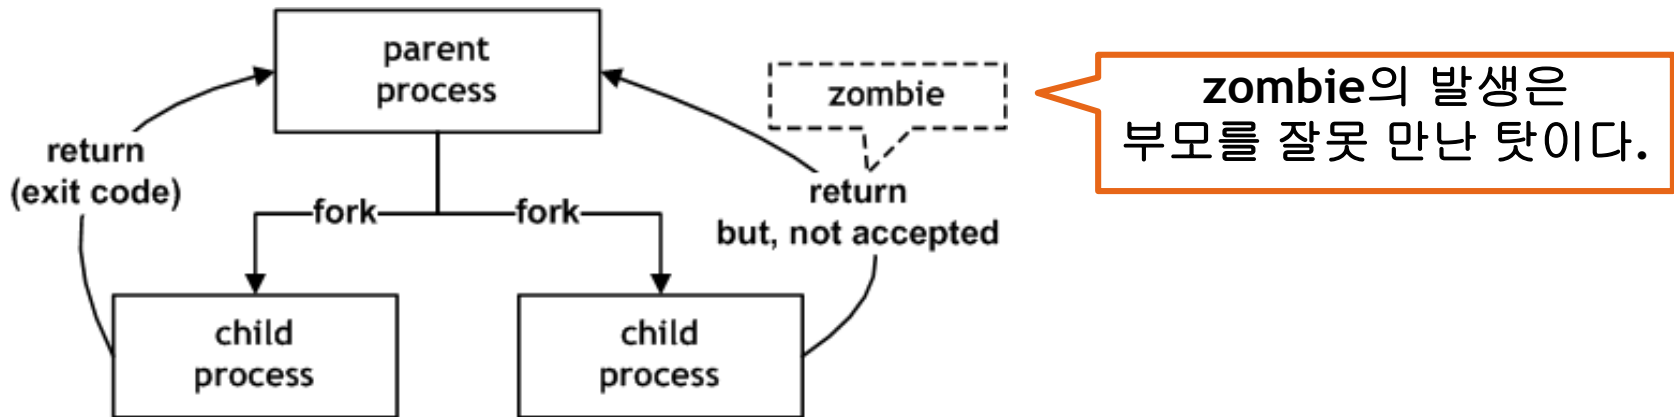 parent
process
zombie
zombie의 발생은
부모를 잘못 만난 탓이다.
return
(exit code)
fork
fork
return
but, not accepted
child
process
child
process